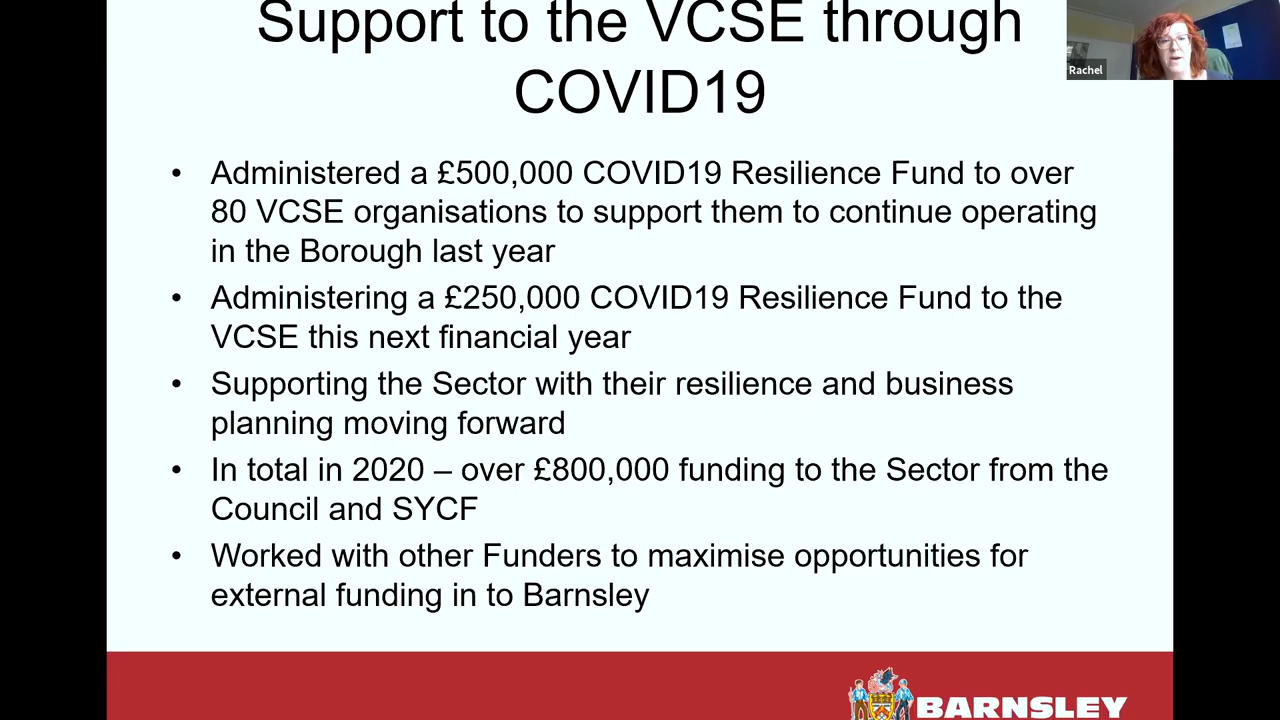 Support to the VCSE through
COVID19
Rachel
• Administered a £500,000 COVID19 Resilience Fund to over
80 VCSE organisations to support them to continue operating
in the Borough last year
• Administering a £250,000 COVID19 Resilience Fund to the
VCSE this next financial year
• Supporting the Sector with their resilience and business
planning moving forward
• In total in 2020 – over £800,000 funding to the Sector from the
Council and SYCF
• Worked with other Funders to maximise opportunities for
external funding in to Barnsley
BARNSLEY